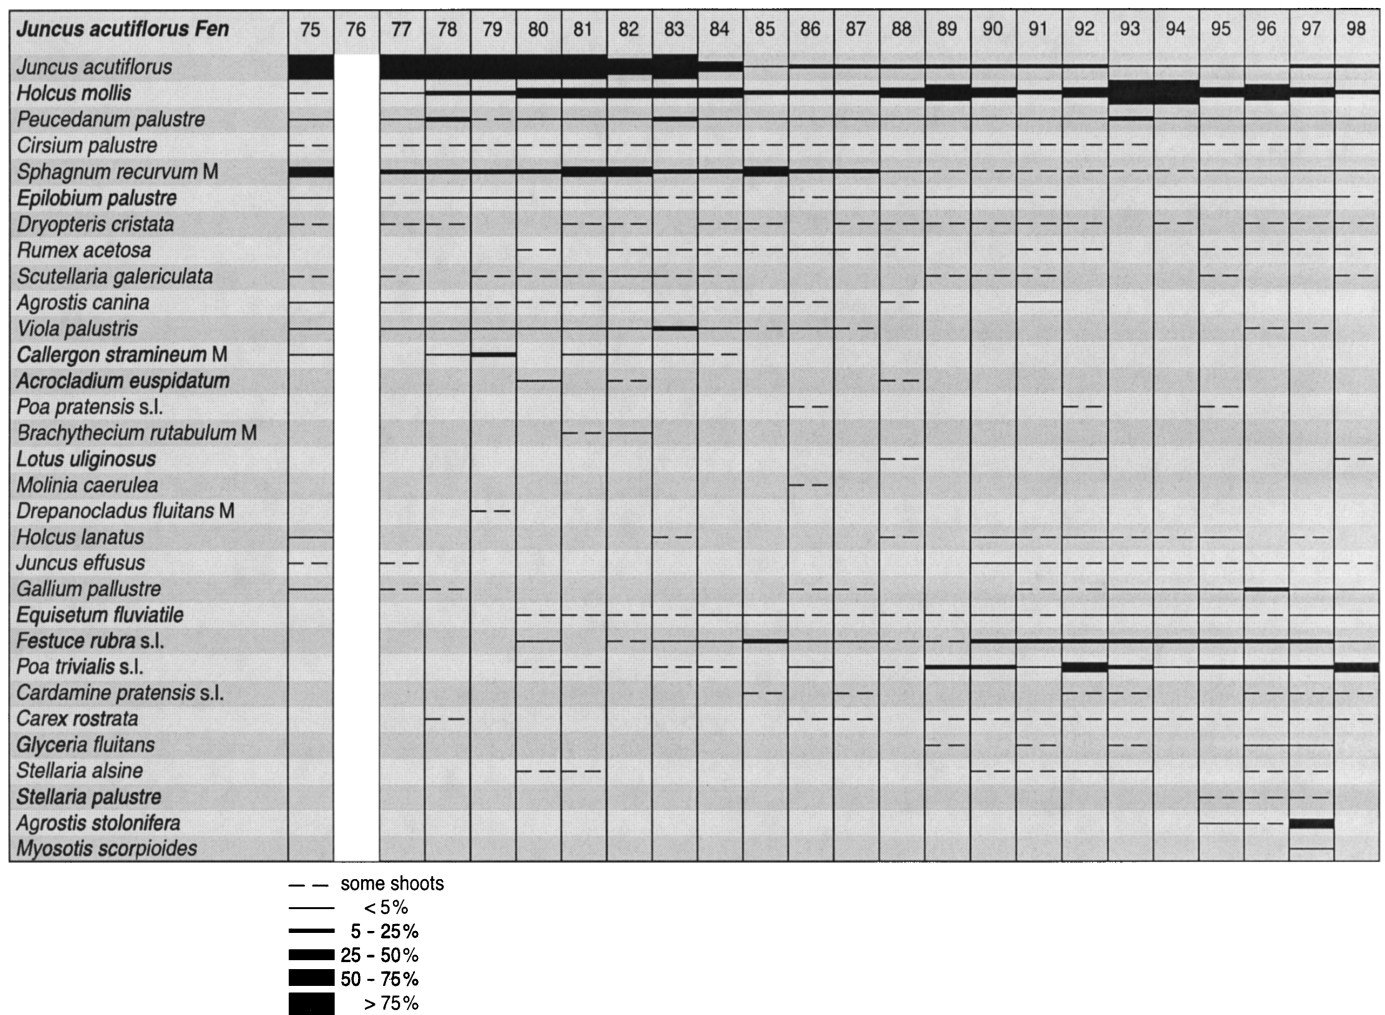 Juncus acutiflorus Fen 75 76 77 78 79 80 81 82 83 84 85 86 87 88 89 90 91 92 93 94 95 96 97 98
Juncus acutiflorus
Holcus mollis
Peucedanum palustre
Cirsium palustre
Sphagnum recurvum M
Epilobium palustre
Dryopteris cristata
Rumex acetosa
Scutellaria galericulata
Agrostis canina
Viola palustris
Callergon stramineum M
Acrocladium euspidatum
Poa pratensis s.l.
Brachythecium rutabulum M
Lotus uliginosus
Molinia caerulea
Drepanocladus fluitans M
Holcus lanatus
Juncus effusus
Gallium pallustre
Equisetum fluviatile
Festuce rubra s.l.
Poa trivialis s.l.
Cardamine pratensis s.l.
Carex rostrata
Glyceria fluitans
Stellaria alsine
Stellaria palustre
Agrostis stolonifera
Myosotis scorpioides
some shoots
< 5%
5 - 25%
25 - 50%
50 - 75%
> 75%